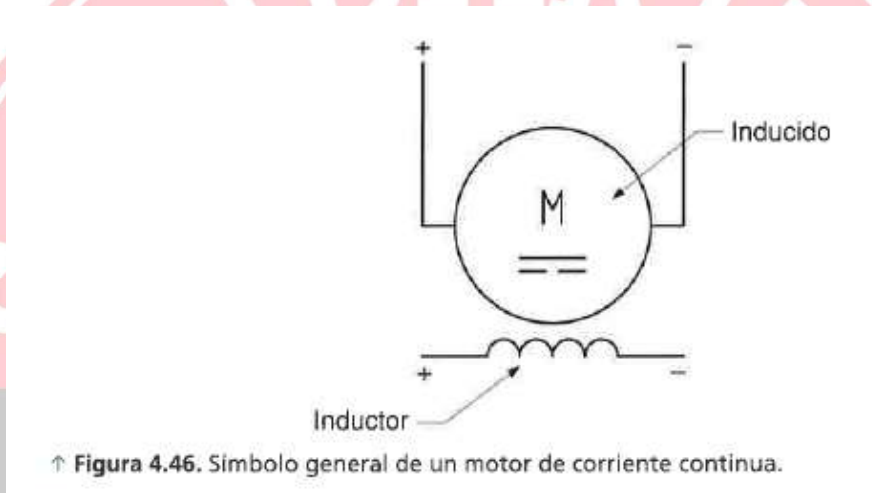 + −
Inducido
M
+ −
Inductor
↑ Figura 4.46. Símbolo general de un motor de corriente continua.